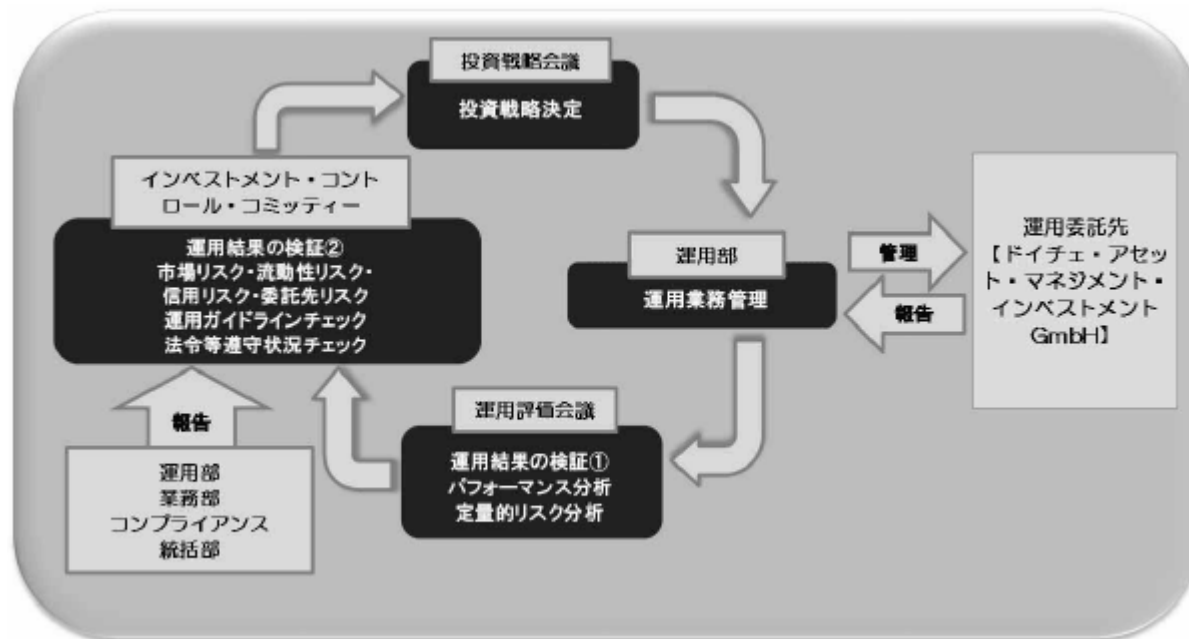 投資戦略会議
投資戦略決定
インベストメント・コント
ロール・コミッティー
運用結果の検証②
市場リスク・流動性リスク・
信用リスク・委託先リスク
運用ガイドラインチェック
法令等遵守状況チェック
運用部
運用業務管理
管理
報告
運用委託先
【ドイチェ・アセッ
ト・マネジメント・
インベストメント
GmbH】
運用評価会議
運用結果の検証①
パフォーマンス分析
定量的リスク分析
報告
運用部
業務部
コンプライアンス
統括部